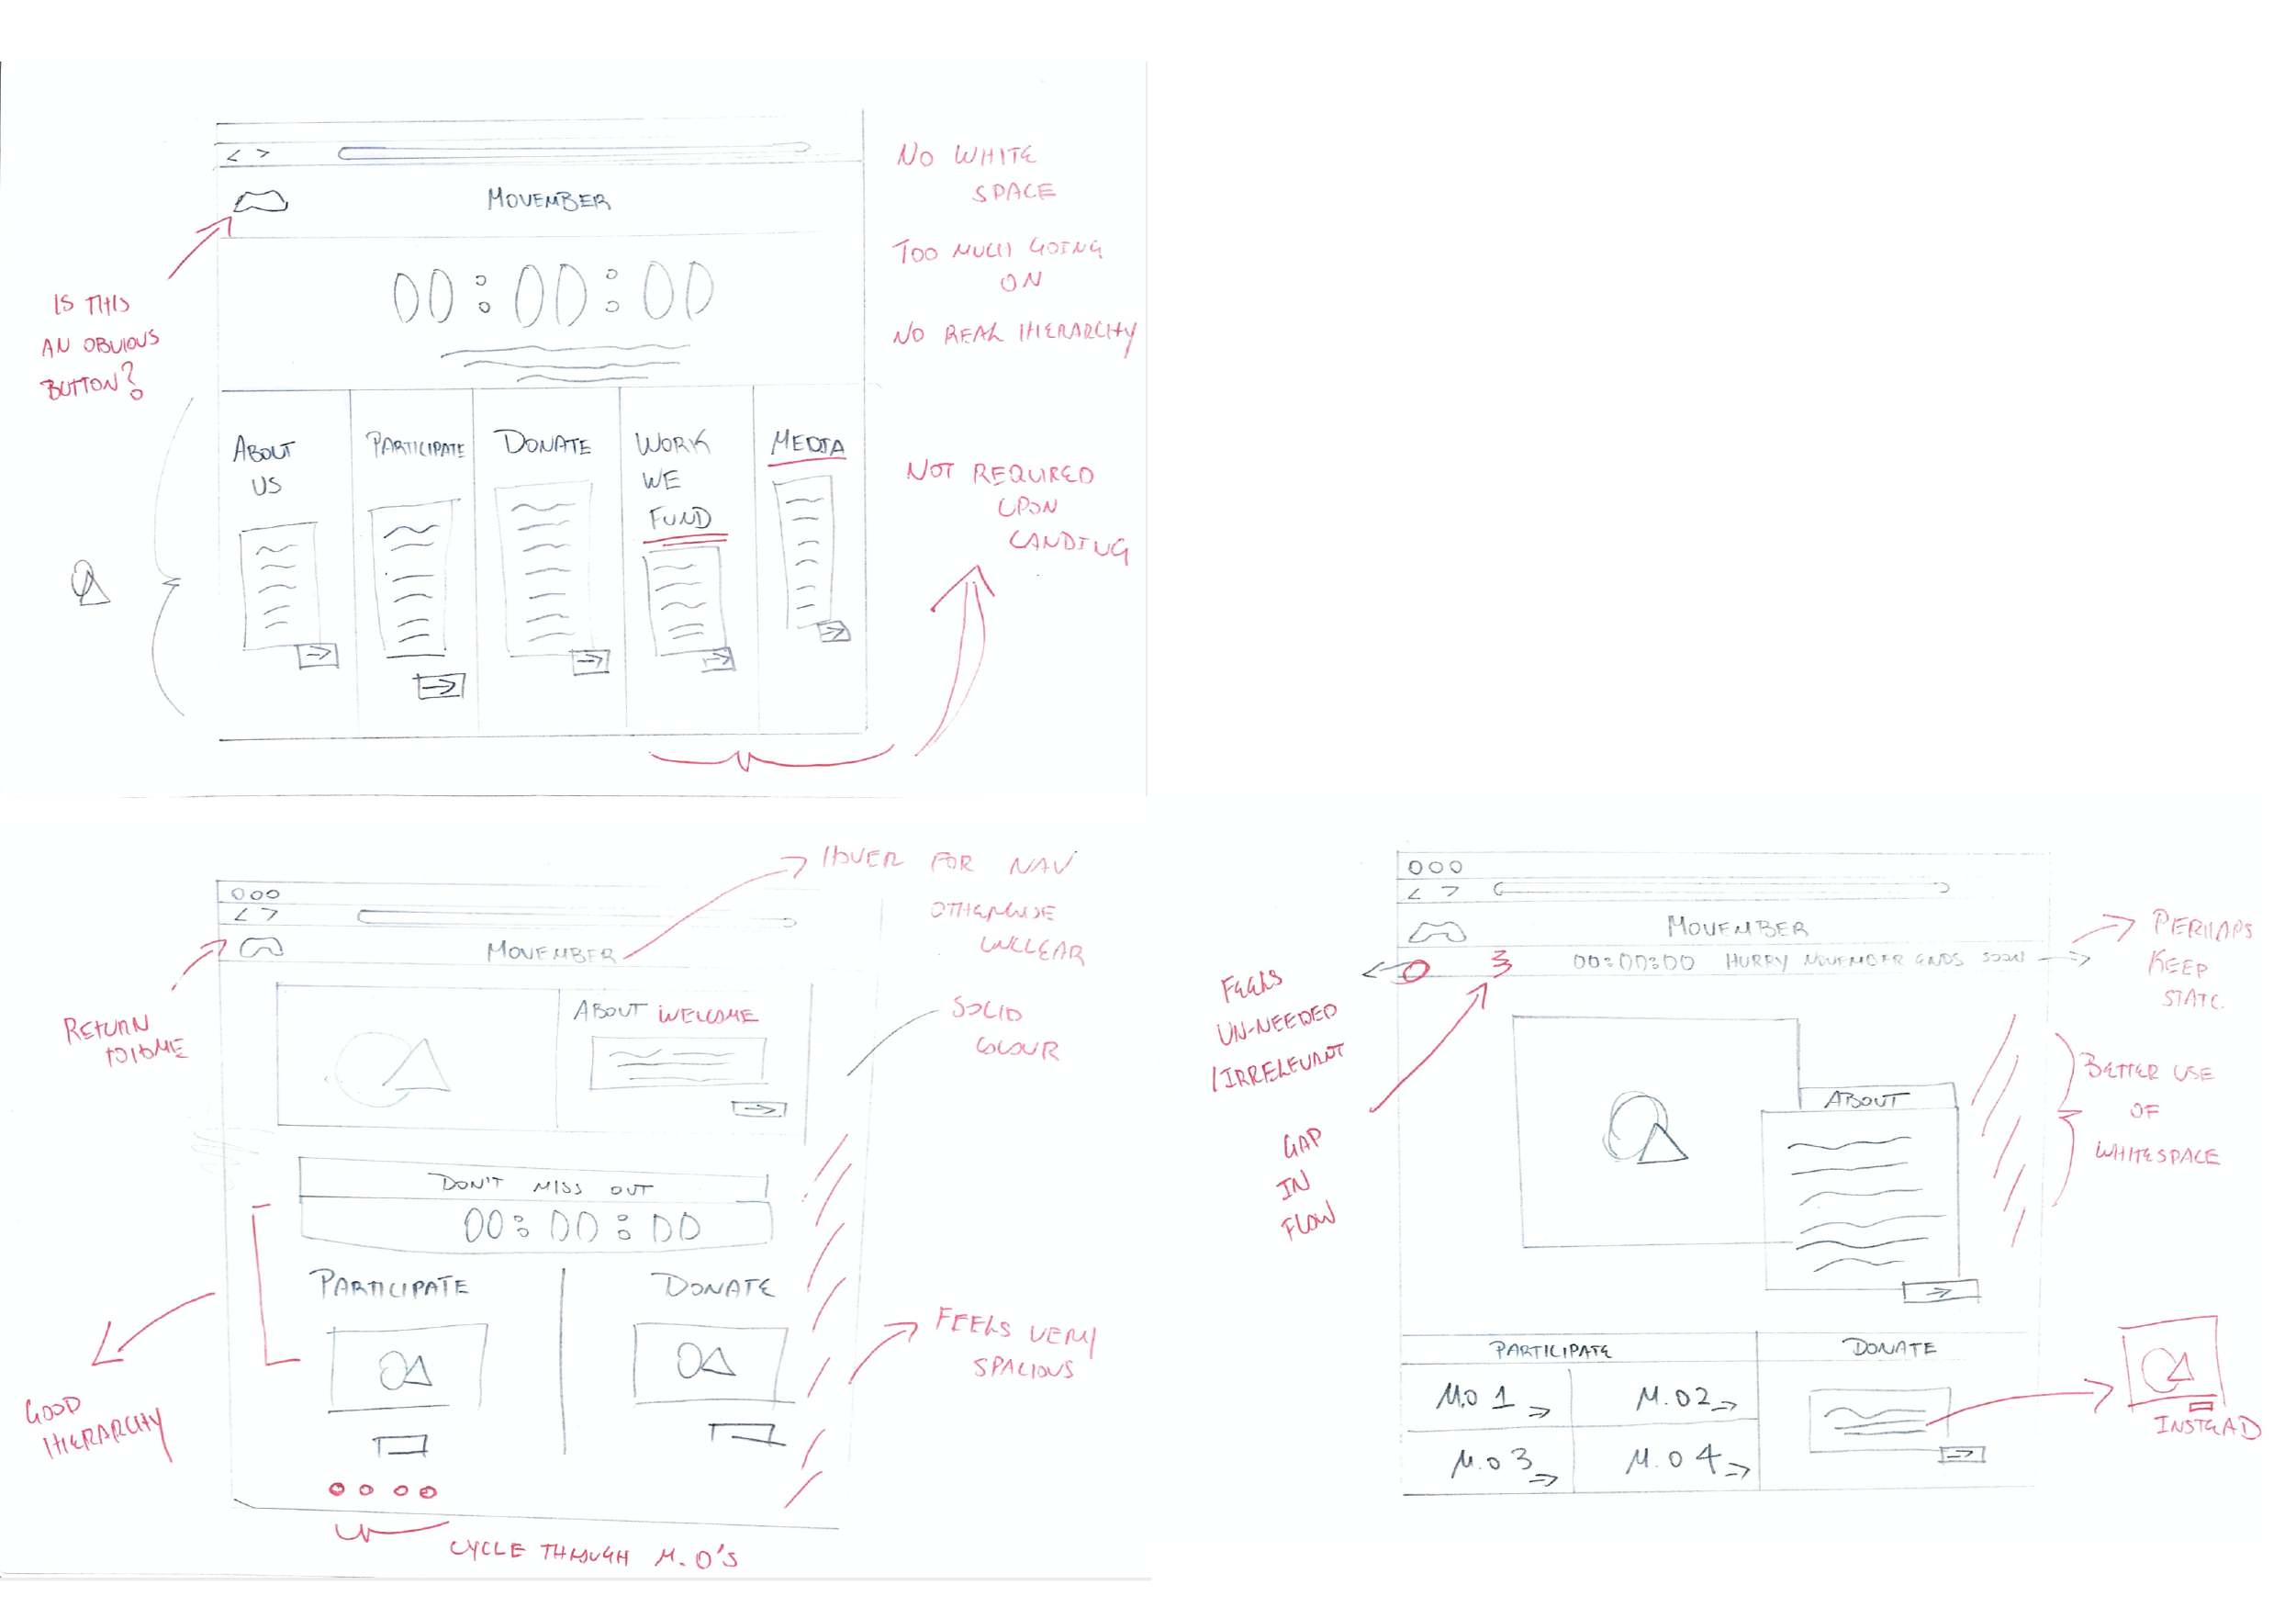 < >
MOVEMBER
00:00:00
ABOUT
US
PARTICIPATE
DONATE
WORK
WE
FUND
MEDIA
IS THIS
AN OBVIOUS
BUTTON?
NO WHITE
SPACE
TOO MUCH GOING
ON
NO REAL HIERARCHY
NOT REQUIRED
UPON
LANDING
< >
MOVEMBER
HOVER FOR NAV
OTHERWISE
UNCLEAR
RETURN
TO HOME
ABOUT WELCOME
SOLID
COLOUR
DON'T MISS OUT
00:00:00
PARTICIPATE
DONATE
GOOD
HIERARCHY
FEELS VERY
SPACIOUS
CYCLE THROUGH M.O'S
< >
MOVEMBER
00:00:00 HURRY NOVEMBER ENDS SOON
PERHAPS
KEEP
STATC
FEELS
UN-NEEDED
/IRRELEVANT
GAP
IN
FLOW
ABOUT
BETTER USE
OF
WHITESPACE
PARTICIPATE
DONATE
M.O 1
M.O 2
M.O 3
M.O 4
INSTEAD